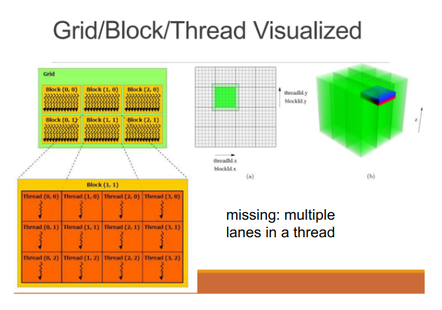 Grid/Block/Thread Visualized
Grid
Block (0, 0) Block (1, 0) Block (2, 0)
Block (0, 1) Block (1, 1) Block (2, 1)
Block (1, 1)
Thread (0, 0) Thread (1, 0) Thread (2, 0) Thread (3, 0)
Thread (0, 1) Thread (1, 1) Thread (2, 1) Thread (3, 1)
Thread (0, 2) Thread (1, 2) Thread (2, 2) Thread (3, 2)
threadId.y
blockId.y
threadId.x
blockId.x
(a)
z
(b)
missing: multiple
lanes in a thread